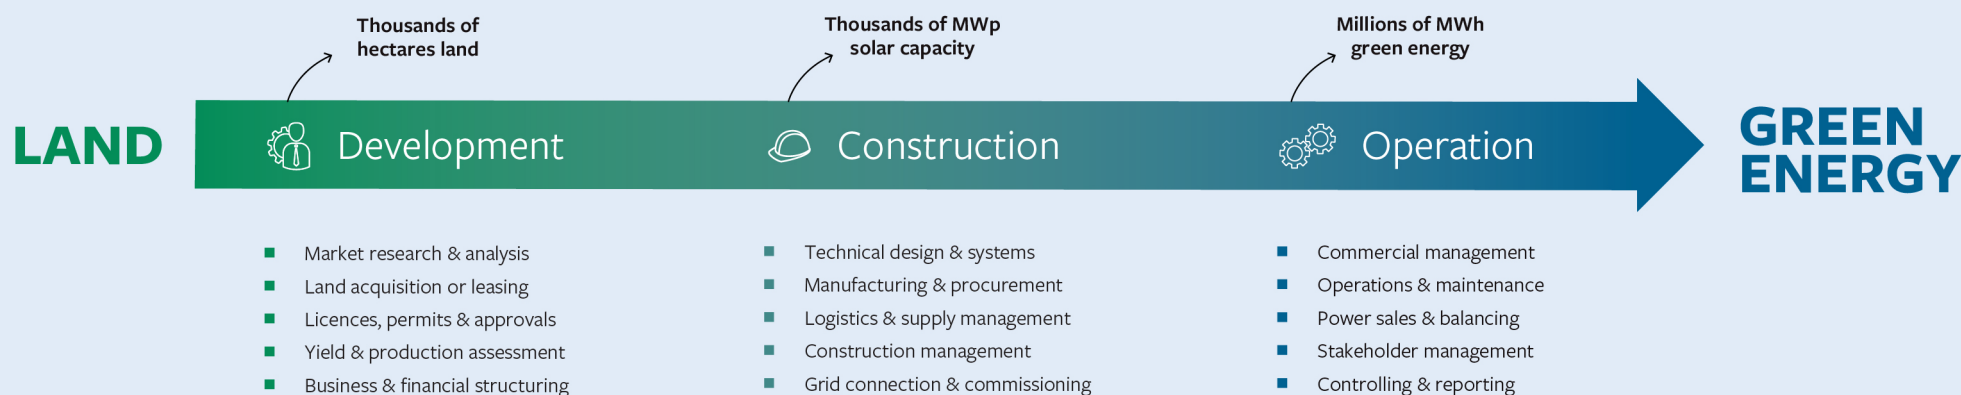 Thousands of
hectares land
Thousands of MWp
solar capacity
Millions of MWh
green energy
LAND
Development
Construction
Operation
GREEN
ENERGY
Market research & analysis
Land acquisition or leasing
Licences, permits & approvals
Yield & production assessment
Business & financial structuring
Technical design & systems
Manufacturing & procurement
Logistics & supply management
Construction management
Grid connection & commissioning
Commercial management
Operations & maintenance
Power sales & balancing
Stakeholder management
Controlling & reporting